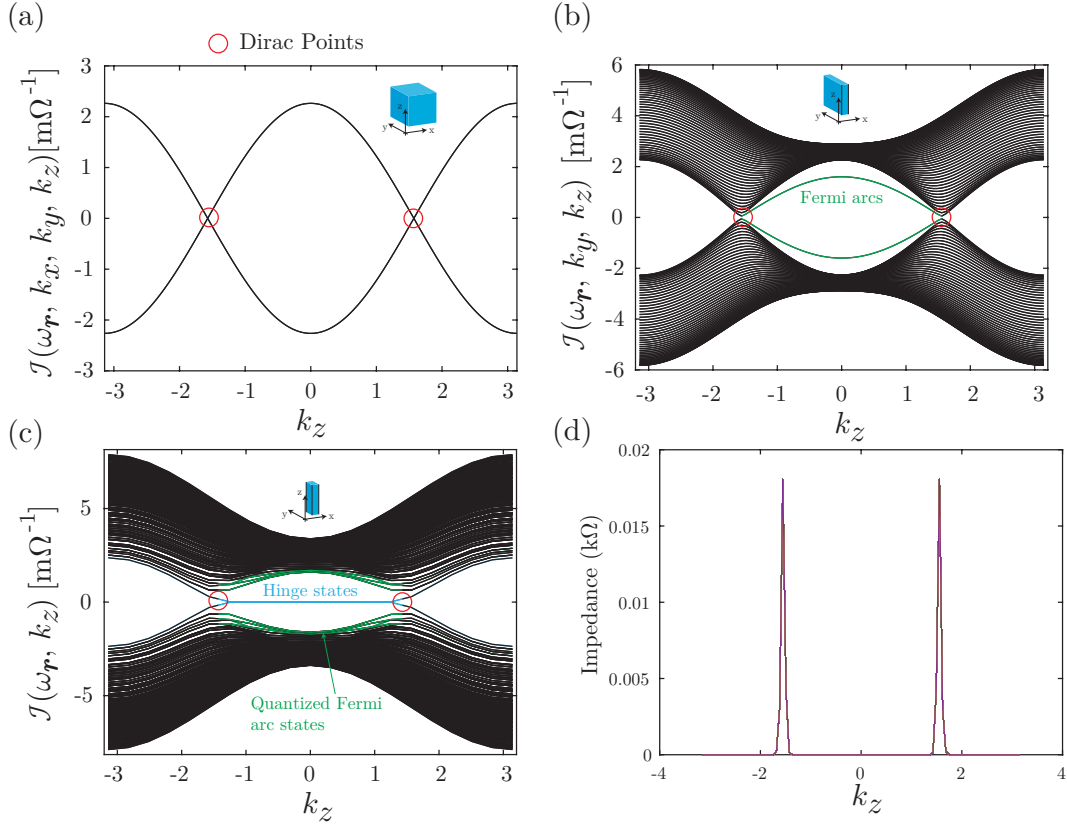 (a)
Dirac Points
𝒥(ω𝒓, kx, ky, kz)[mΩ⁻¹]
3
2
1
0
-1
-2
-3
z
y
x
-3 -2 -1 0 1 2 3
kz
(b)
𝒥(ω𝒓, ky, kz) [mΩ⁻¹]
6
4
2
0
-2
-4
-6
z
y
x
Fermi arcs
-3 -2 -1 0 1 2 3
kz
(c)
𝒥(ω𝒓, ky, kz) [mΩ⁻¹]
5
0
-5
z
y
x
Hinge states
Quantized Fermi
arc states
-3 -2 -1 0 1 2 3
kz
(d)
Impedance (kΩ)
0.02
0.015
0.01
0.005
0
-4 -2 0 2 4
kz